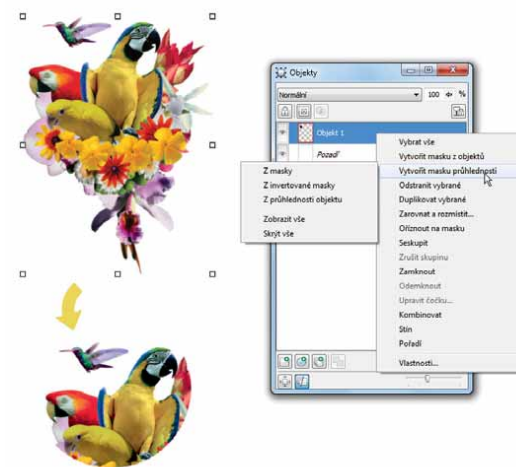 Objekty
Normální
100 %
Objekt 1
Pozadí
Vybrat vše
Vytvořit masku z objektů
Vytvořit masku průhlednosti
Odstranit vybrané
Duplikovat vybrané
Zarovnat a rozmístit...
Oříznout na masku
Seskupit
Zrušit skupinu
Zamknout
Odemknout
Upravit čočku...
Kombinovat
Stín
Pořadí
Vlastnosti...
Z masky
Z invertované masky
Z průhlednosti objektu
Zobrazit vše
Skrýt vše